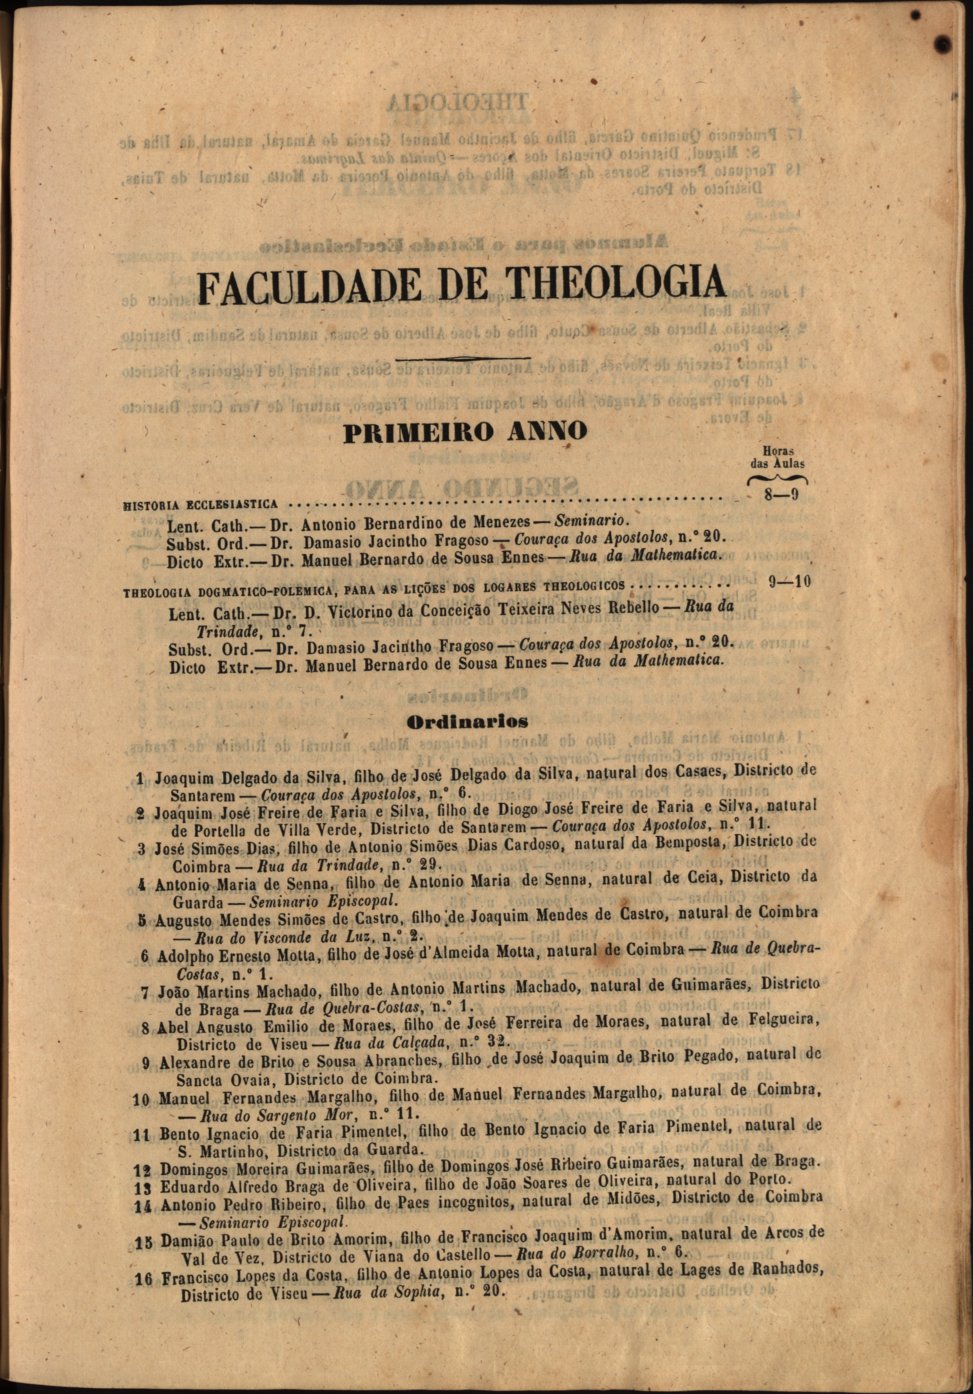 FACULDADE DE THEOLOGIA
PRIMEIRO ANNO
Horas
das Aulas
HISTORIA ECCLESIASTICA ........................................................ 8—9
Lent. Cath.— Dr. Antonio Bernardino de Menezes — Seminario.
Subst. Ord.— Dr. Damasio Jacintho Fragoso — Couraça dos Apostolos, n.º 20.
Dicto Extr.— Dr. Manuel Bernardo de Sousa Ennes — Rua da Mathematica.
THEOLOGIA DOGMATICO-POLEMICA, PARA AS LIÇÕES DOS LOGARES THEOLOGICOS ............ 9—10
Lent. Cath.— Dr. D. Victorino da Conceição Teixeira Neves Rebello — Rua da
Trindade, n.º 7.
Subst. Ord.— Dr. Damasio Jacintho Fragoso — Couraça dos Apostolos, n.º 20.
Dicto Extr.— Dr. Manuel Bernardo de Sousa Ennes — Rua da Mathematica.
Ordinarios
1 Joaquim Delgado da Silva, filho de José Delgado da Silva, natural dos Casaes, Districto de
Santarem — Couraça dos Apostolos, n.º 6.
2 Joaquim José Freire de Faria e Silva, filho de Diogo José Freire de Faria e Silva, natural
de Portella de Villa Verde, Districto de Santarem — Couraça dos Apostolos, n.º 11.
3 José Simões Dias, filho de Antonio Simões Dias Cardoso, natural da Bemposta, Districto de
Coimbra — Rua da Trindade, n.º 29.
4 Antonio Maria de Senna, filho de Antonio Maria de Senna, natural de Ceia, Districto da
Guarda — Seminario Episcopal.
5 Augusto Mendes Simões de Castro, filho de Joaquim Mendes de Castro, natural de Coimbra
— Rua do Visconde da Luz, n.º 2.
6 Adolpho Ernesto Motta, filho de José d'Almeida Motta, natural de Coimbra — Rua de Quebra-
Costas, n.º 1.
7 João Martins Machado, filho de Antonio Martins Machado, natural de Guimarães, Districto
de Braga — Rua de Quebra-Costas, n.º 1.
8 Abel Angusto Emilio de Moraes, filho de José Ferreira de Moraes, natural de Felgueira,
Districto de Viseu — Rua da Calçada, n.º 32.
9 Alexandre de Brito e Sousa Abranches, filho de José Joaquim de Brito Pegado, natural de
Sancta Ovaia, Districto de Coimbra.
10 Manuel Fernandes Margalho, filho de Manuel Fernandes Margalho, natural de Coimbra,
— Rua do Sargento Mor, n.º 11.
11 Bento Ignacio de Faria Pimentel, filho de Bento Ignacio de Faria Pimentel, natural de
S. Martinho, Districto da Guarda.
12 Domingos Moreira Guimarães, filho de Domingos José Ribeiro Guimarães, natural de Braga.
13 Eduardo Alfredo Braga de Oliveira, filho de João Soares de Oliveira, natural do Porto.
14 Antonio Pedro Ribeiro, filho de Paes incognitos, natural de Midões, Districto de Coimbra
— Seminario Episcopal.
15 Damião Paulo de Brito Amorim, filho de Francisco Joaquim d'Amorim, natural de Arcos de
Val de Vez, Districto de Viana do Castello — Rua do Borralho, n.º 6.
16 Francisco Lopes da Costa, filho de Antonio Lopes da Costa, natural de Lages de Ranhados,
Districto de Viseu — Rua da Sophia, n.º 20.